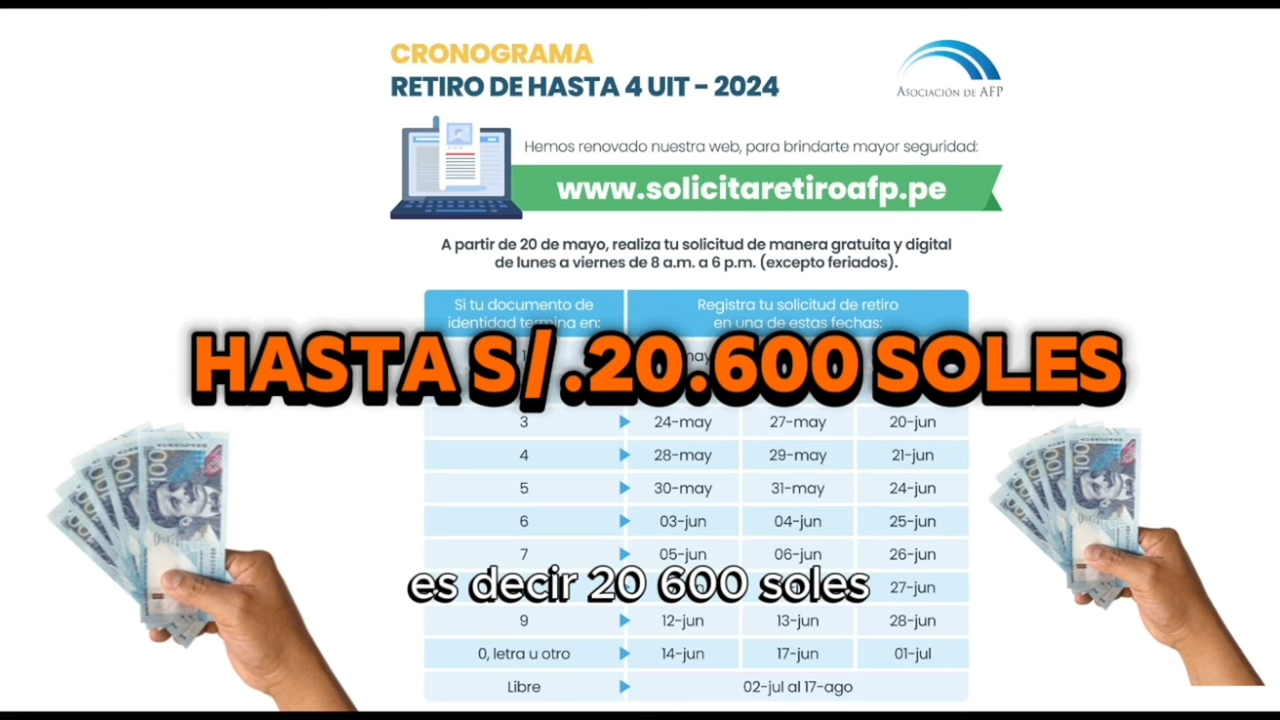 CRONOGRAMA
RETIRO DE HASTA 4 UIT - 2024
ASOCIACIÓN DE AFP
Hemos renovado nuestra web, para brindarte mayor seguridad:
www.solicitaretiroafp.pe
A partir de 20 de mayo, realiza tu solicitud de manera gratuita y digital
de lunes a viernes de 8 a.m. a 6 p.m. (excepto feriados).
Si tu documento de
identidad termina en:
Registra tu solicitud de retiro
en una de estas fechas:
HASTA S/.20.600 SOLES
3 24-may 27-may 20-jun
4 28-may 29-may 21-jun
5 30-may 31-may 24-jun
6 03-jun 04-jun 25-jun
7 05-jun 06-jun 26-jun
es decir 20 600 soles
27-jun
9 12-jun 13-jun 28-jun
0, letra u otro 14-jun 17-jun 01-jul
Libre 02-jul al 17-ago
100
100